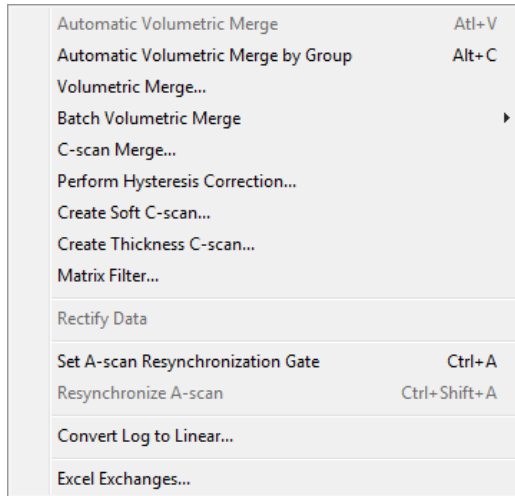 Automatic Volumetric Merge Atl+V
Automatic Volumetric Merge by Group Alt+C
Volumetric Merge...
Batch Volumetric Merge
C-scan Merge...
Perform Hysteresis Correction...
Create Soft C-scan...
Create Thickness C-scan...
Matrix Filter...
Rectify Data
Set A-scan Resynchronization Gate Ctrl+A
Resynchronize A-scan Ctrl+Shift+A
Convert Log to Linear...
Excel Exchanges...